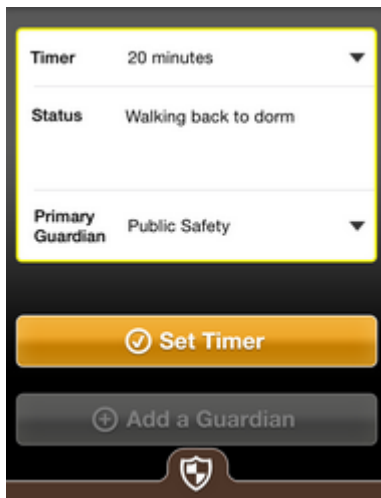 Timer 20 minutes
Status Walking back to dorm
Primary
Guardian Public Safety
Set Timer
Add a Guardian